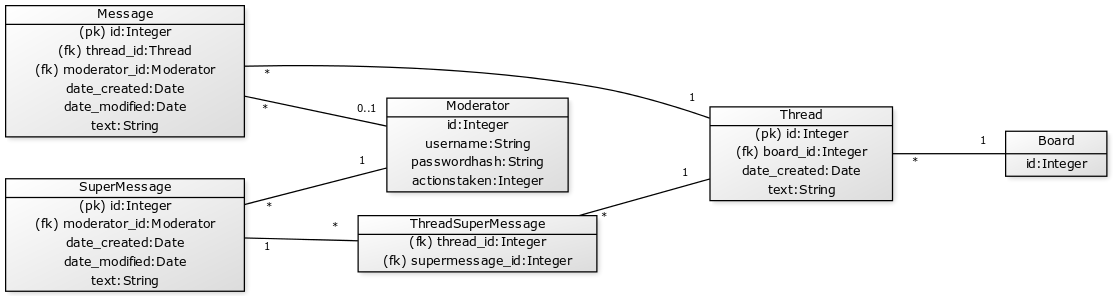 Message
(pk) id:Integer
(fk) thread_id:Thread
(fk) moderator_id:Moderator
date_created:Date
date_modified:Date
text:String
*
1
*
0..1
Moderator
id:Integer
username:String
passwordhash:String
actionstaken:Integer
Thread
(pk) id:Integer
(fk) board_id:Integer
date_created:Date
text:String
*
1
Board
id:Integer
SuperMessage
(pk) id:Integer
(fk) moderator_id:Moderator
date_created:Date
date_modified:Date
text:String
*
1
1
*
ThreadSuperMessage
(fk) thread_id:Integer
(fk) supermessage_id:Integer
*
1